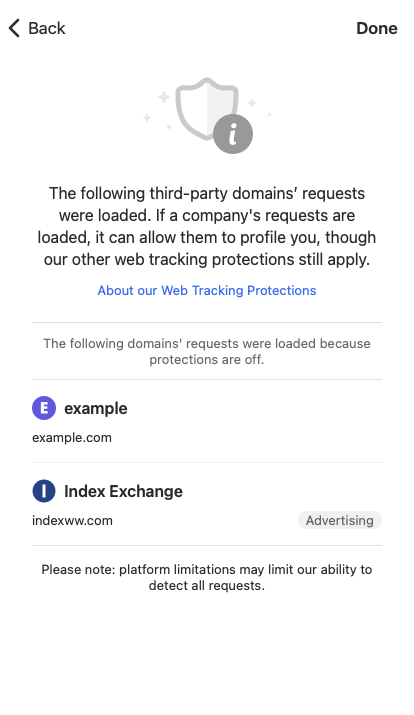 Back
Done
The following third-party domains’ requests
were loaded. If a company's requests are
loaded, it can allow them to profile you, though
our other web tracking protections still apply.
About our Web Tracking Protections
The following domains' requests were loaded because
protections are off.
E example
example.com
I Index Exchange
indexww.com
Advertising
Please note: platform limitations may limit our ability to
detect all requests.